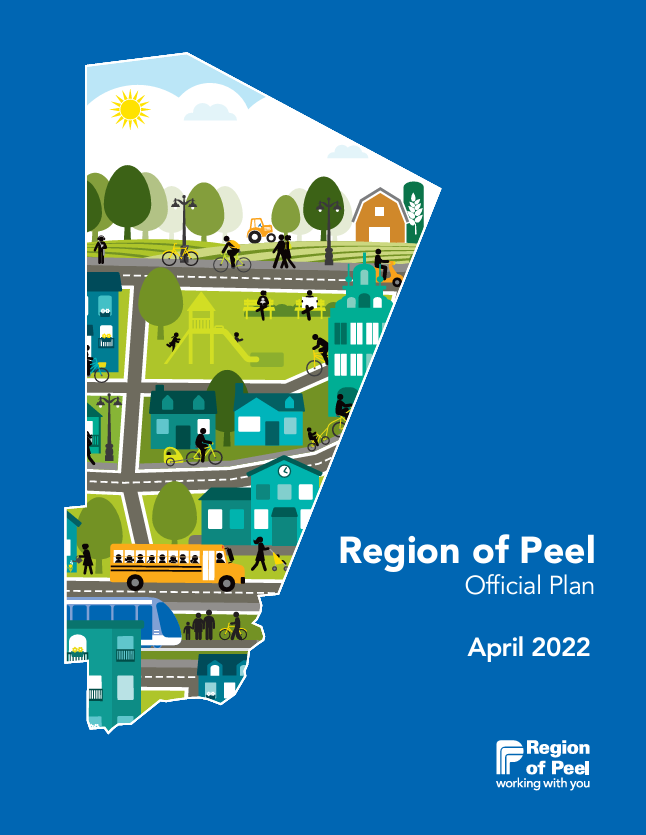 Region of Peel
Official Plan
April 2022
Region
of Peel
working with you